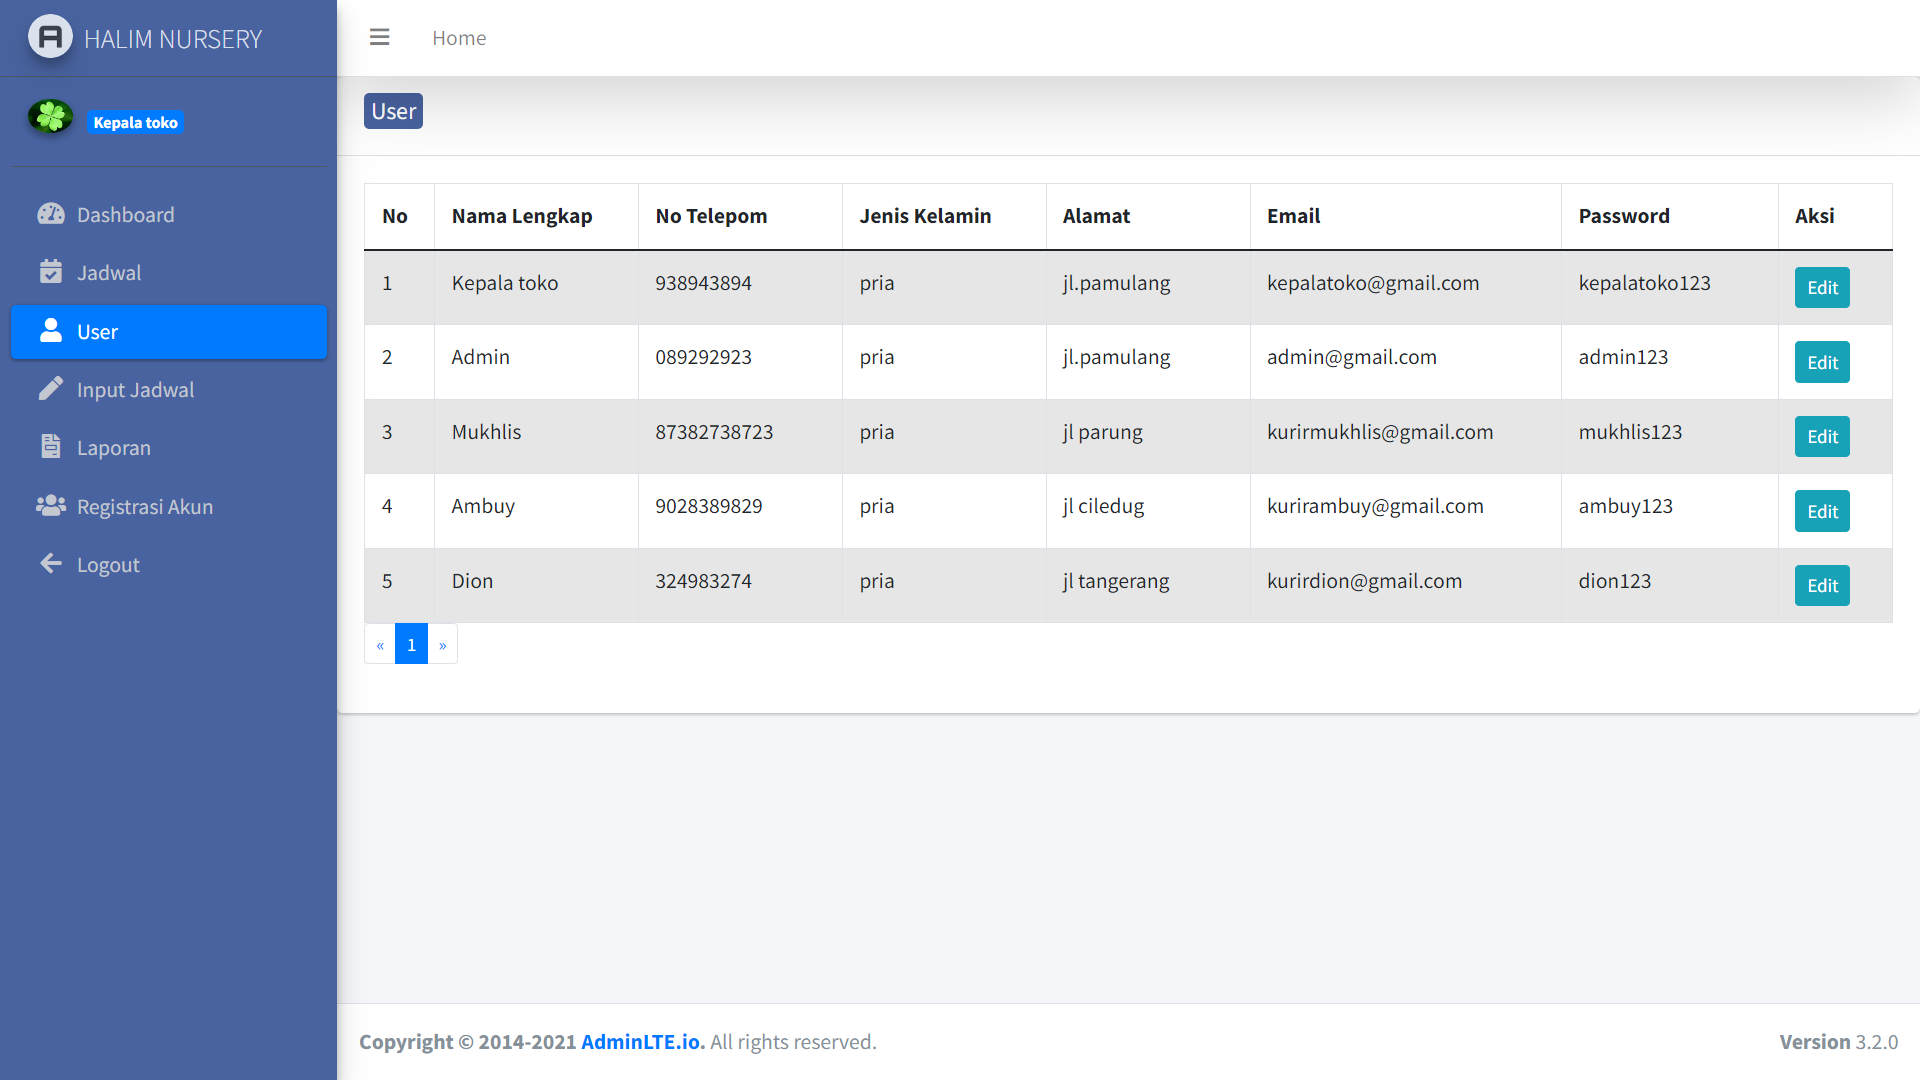 HALIM NURSERY
Home
Kepala toko
Dashboard
Jadwal
User
Input Jadwal
Laporan
Registrasi Akun
Logout
User
No Nama Lengkap No Telepom Jenis Kelamin Alamat Email Password Aksi
1 Kepala toko 938943894 pria jl.pamulang kepalatoko@gmail.com kepalatoko123 Edit
2 Admin 089292923 pria jl.pamulang admin@gmail.com admin123 Edit
3 Mukhlis 87382738723 pria jl parung kurirmukhlis@gmail.com mukhlis123 Edit
4 Ambuy 9028389829 pria jl ciledug kurirambuy@gmail.com ambuy123 Edit
5 Dion 324983274 pria jl tangerang kurirdion@gmail.com dion123 Edit
« 1 »
Copyright © 2014-2021 AdminLTE.io. All rights reserved.
Version 3.2.0